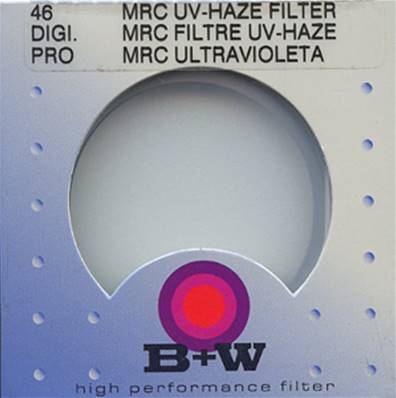 46 MRC UV-HAZE FILTER
DIGI. MRC FILTRE UV-HAZE
PRO MRC ULTRAVIOLETA
B+W
high performance filter